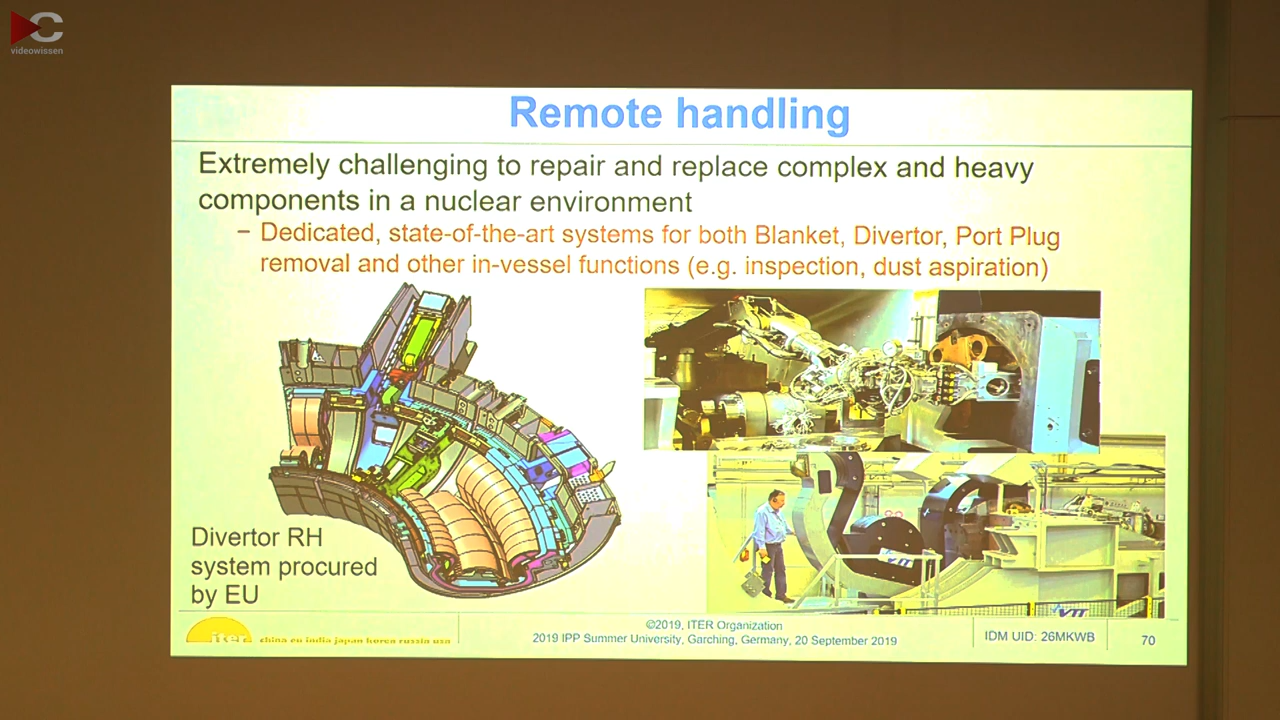 videowissen
Remote handling
Extremely challenging to repair and replace complex and heavy
components in a nuclear environment
– Dedicated, state-of-the-art systems for both Blanket, Divertor, Port Plug
removal and other in-vessel functions (e.g. inspection, dust aspiration)
Divertor RH
system procured
by EU
VTT
VTT
iter
china eu india japan korea russia usa
©2019, ITER Organization
2019 IPP Summer University, Garching, Germany, 20 September 2019
IDM UID: 26MKWB
70